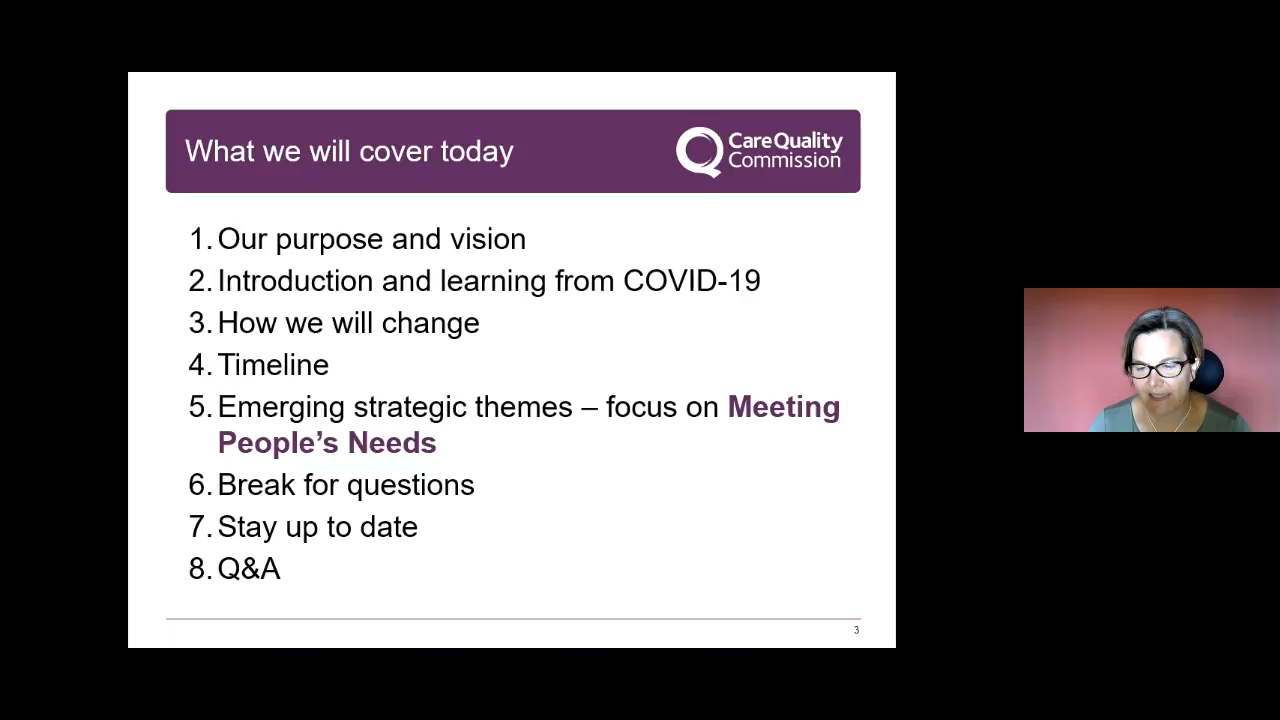 What we will cover today
CareQuality
Commission
1. Our purpose and vision
2. Introduction and learning from COVID-19
3. How we will change
4. Timeline
5. Emerging strategic themes – focus on Meeting
People’s Needs
6. Break for questions
7. Stay up to date
8. Q&A
3